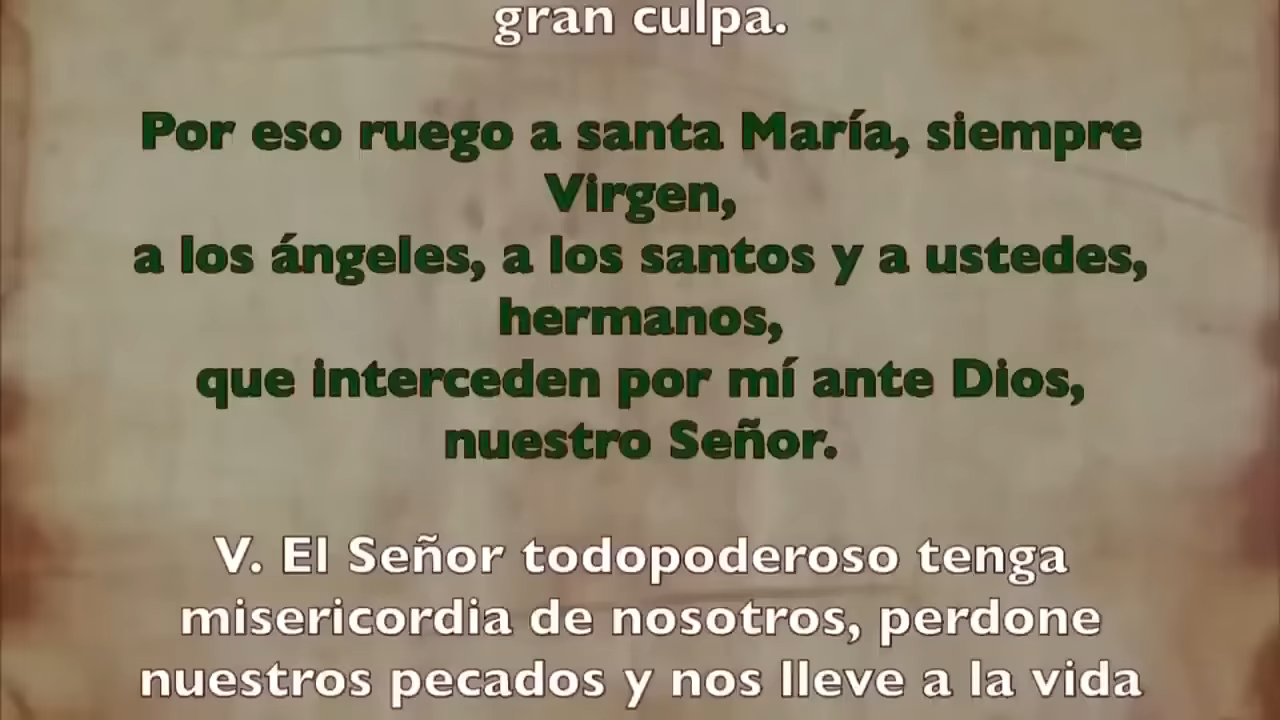 gran culpa.
Por eso ruego a santa María, siempre
Virgen,
a los ángeles, a los santos y a ustedes,
hermanos,
que interceden por mí ante Dios,
nuestro Señor.
V. El Señor todopoderoso tenga
misericordia de nosotros, perdone
nuestros pecados y nos lleve a la vida